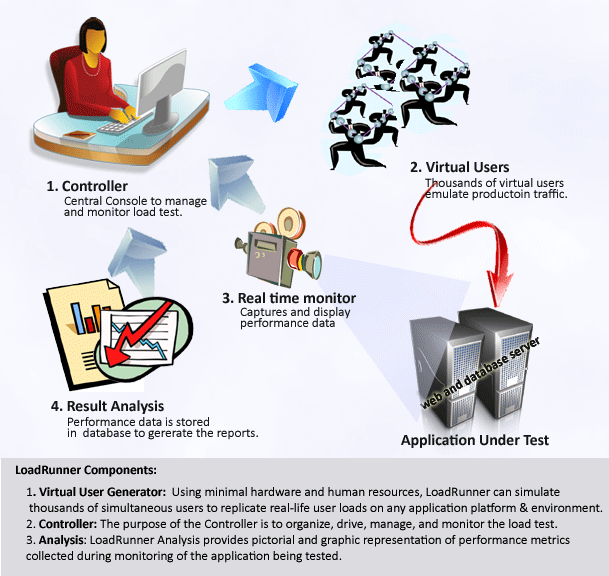 1. Controller
Central Console to manage
and monitor load test.
2. Virtual Users
Thousands of virtual users
emulate productoin traffic.
3. Real time monitor
Captures and display
performance data
4. Result Analysis
Performance data is stored
in database to gererate the reports.
web and database server
Application Under Test
LoadRunner Components:
1. Virtual User Generator: Using minimal hardware and human resources, LoadRunner can simulate
thousands of simultaneous users to replicate real-life user loads on any application platform & environment.
2. Controller: The purpose of the Controller is to organize, drive, manage, and monitor the load test.
3. Analysis: LoadRunner Analysis provides pictorial and graphic representation of performance metrics
collected during monitoring of the application being tested.